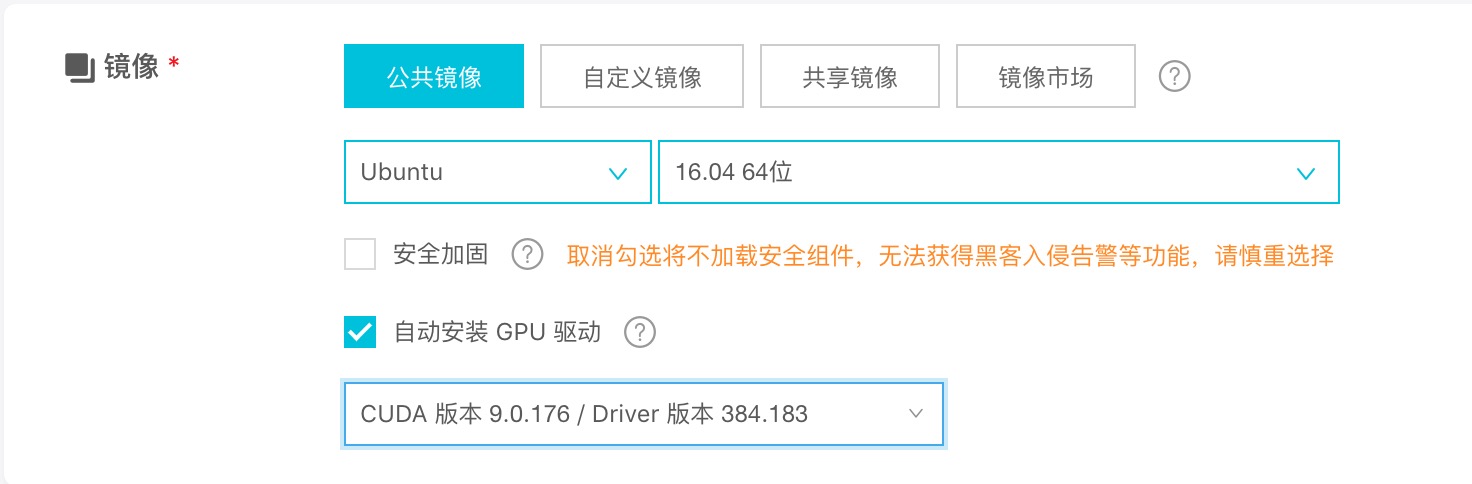 镜像 *
公共镜像 自定义镜像 共享镜像 镜像市场 ?
Ubuntu 16.04 64位
安全加固 ? 取消勾选将不加载安全组件，无法获得黑客入侵告警等功能，请慎重选择
自动安装 GPU 驱动 ?
CUDA 版本 9.0.176 / Driver 版本 384.183